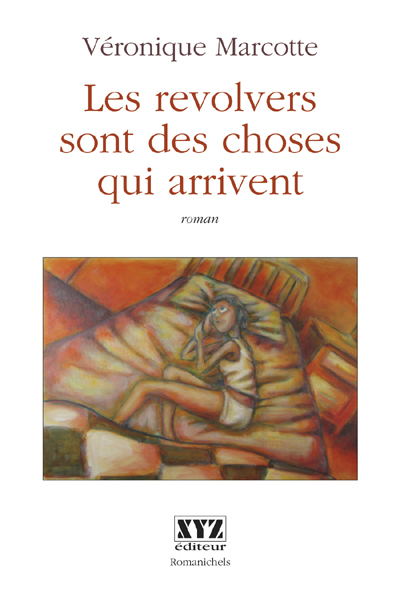 Véronique Marcotte
Les revolvers
sont des choses
qui arrivent
roman
XYZ
éditeur
Romanichels